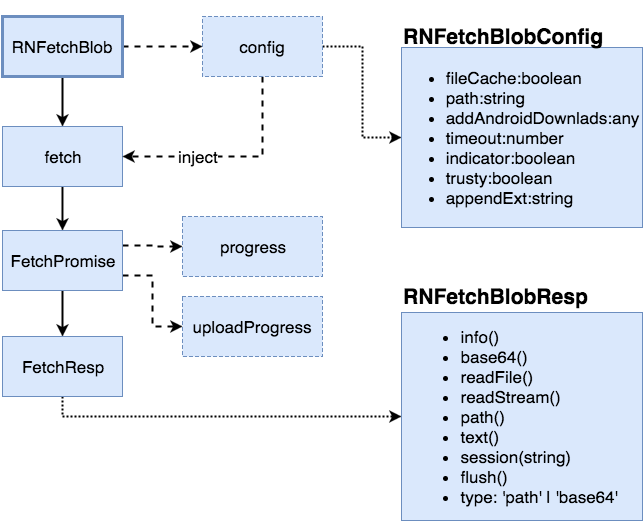 RNFetchBlob
config
inject
fetch
FetchPromise
progress
uploadProgress
FetchResp
RNFetchBlobConfig
• fileCache:boolean
• path:string
• addAndroidDownlads:any
• timeout:number
• indicator:boolean
• trusty:boolean
• appendExt:string
RNFetchBlobResp
• info()
• base64()
• readFile()
• readStream()
• path()
• text()
• session(string)
• flush()
• type: 'path' | 'base64'